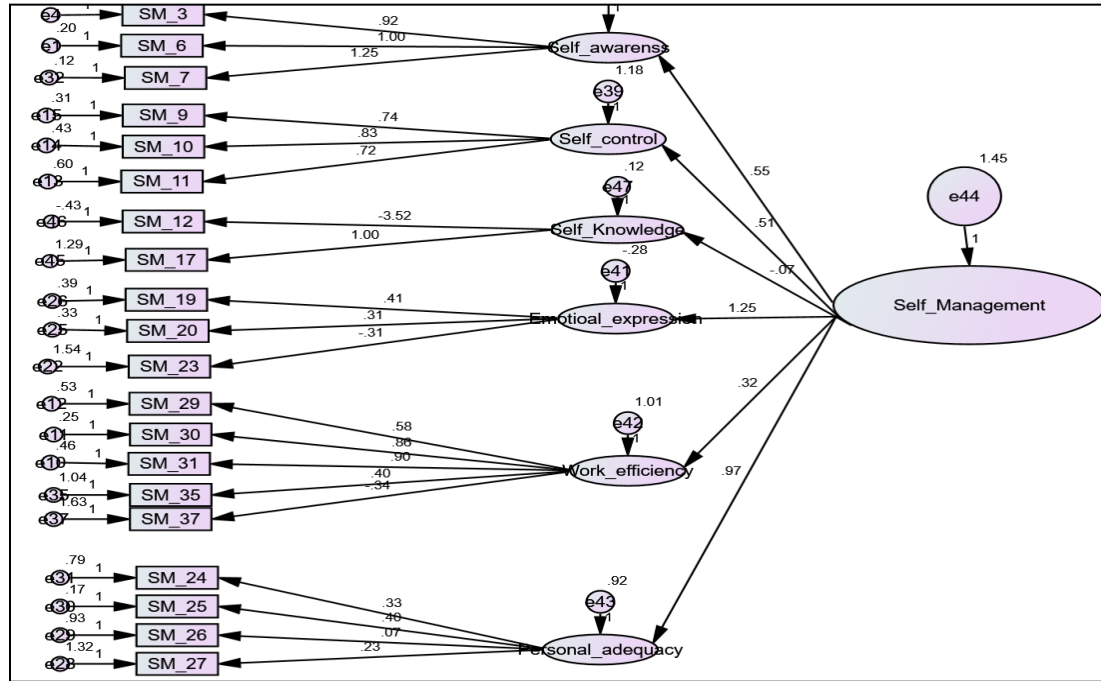 e4 1 SM_3 .92
.20 e1 1 SM_6 1.00
.12 e32 1 SM_7 1.25
1 Self_awarenss
.31 e15 1 SM_9 .74
.43 e14 1 SM_10 .83
.60 e13 1 SM_11 .72
1.18 e39 1 Self_control
-.43 e46 1 SM_12 -3.52
1.29 e45 1 SM_17 1.00
.12 e47 1 Self_Knowledge
.39 e26 1 SM_19 .41
.33 e25 1 SM_20 .31
1.54 e22 1 SM_23 -.31
-.28 e41 1 Emotioal_expression
.53 e12 1 SM_29 .58
.25 e11 1 SM_30 .86
.46 e10 1 SM_31 .90
1.04 e35 1 SM_35 .40
1.63 e37 1 SM_37 -.34
1.01 e42 1 Work_efficiency
.79 e31 1 SM_24 .33
.17 e30 1 SM_25 .40
.93 e29 1 SM_26 .07
1.32 e28 1 SM_27 .23
.92 e43 1 Personal_adequacy
.55
.51
-.07
1.25
.32
.97
1.45
e44
1
Self_Management